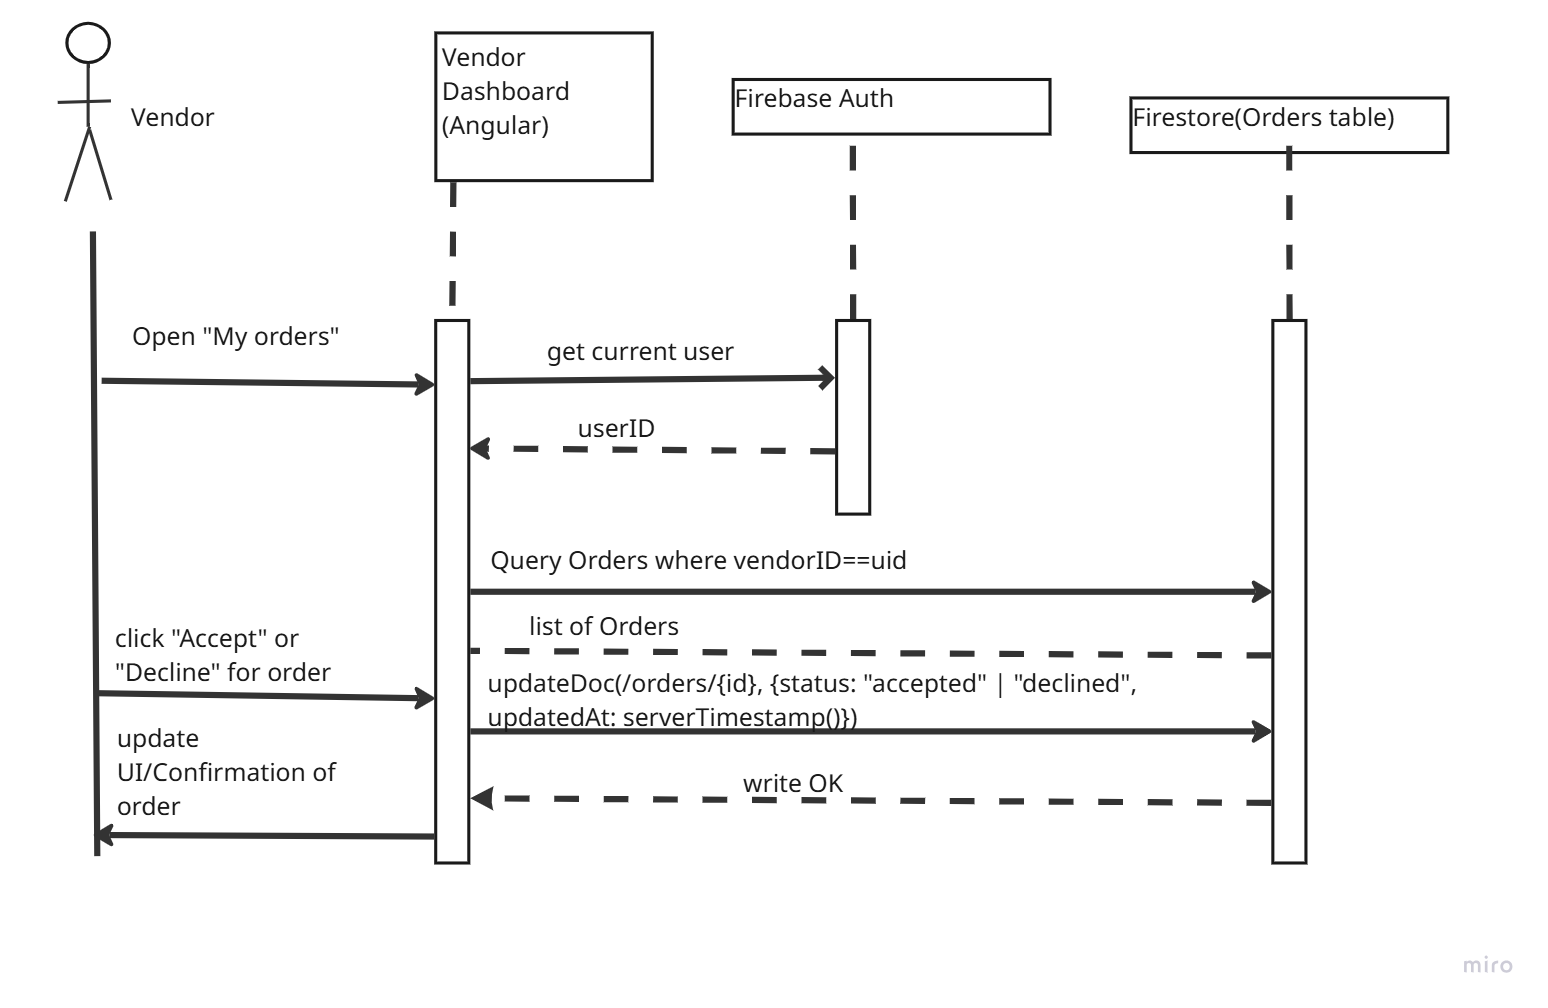 Vendor
Vendor
Dashboard
(Angular)
Firebase Auth
Firestore(Orders table)
Open "My orders"
get current user
userID
Query Orders where vendorID==uid
list of Orders
click "Accept" or
"Decline" for order
updateDoc(/orders/{id}, {status: "accepted" | "declined",
updatedAt: serverTimestamp()})
update
UI/Confirmation of
order
write OK
miro